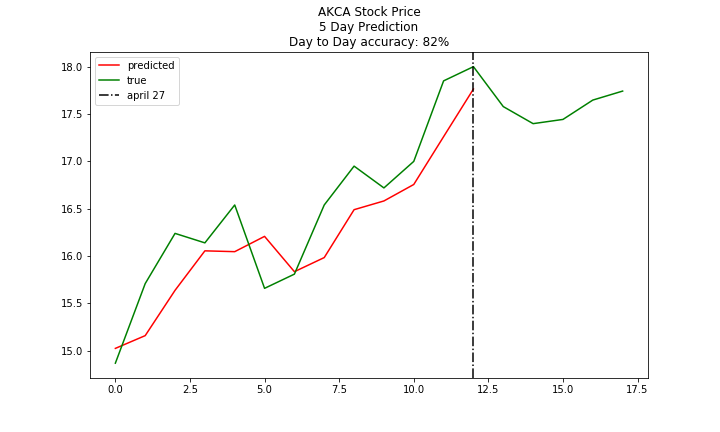 AKCA Stock Price
5 Day Prediction
Day to Day accuracy: 82%
predicted
true
april 27
18.0
17.5
17.0
16.5
16.0
15.5
15.0
0.0 2.5 5.0 7.5 10.0 12.5 15.0 17.5